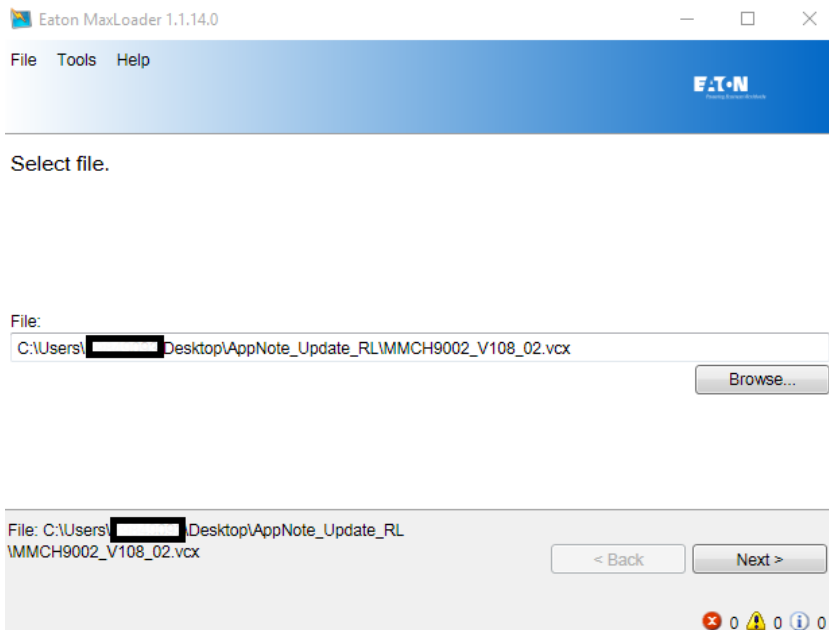 Eaton MaxLoader 1.1.14.0
File Tools Help
EATON
Select file.
File:
C:\Users\ Desktop\AppNote_Update_RL\MMCH9002_V108_02.vcx
Browse...
File: C:\Users\ \Desktop\AppNote_Update_RL
\MMCH9002_V108_02.vcx
< Back Next >
0 0 0